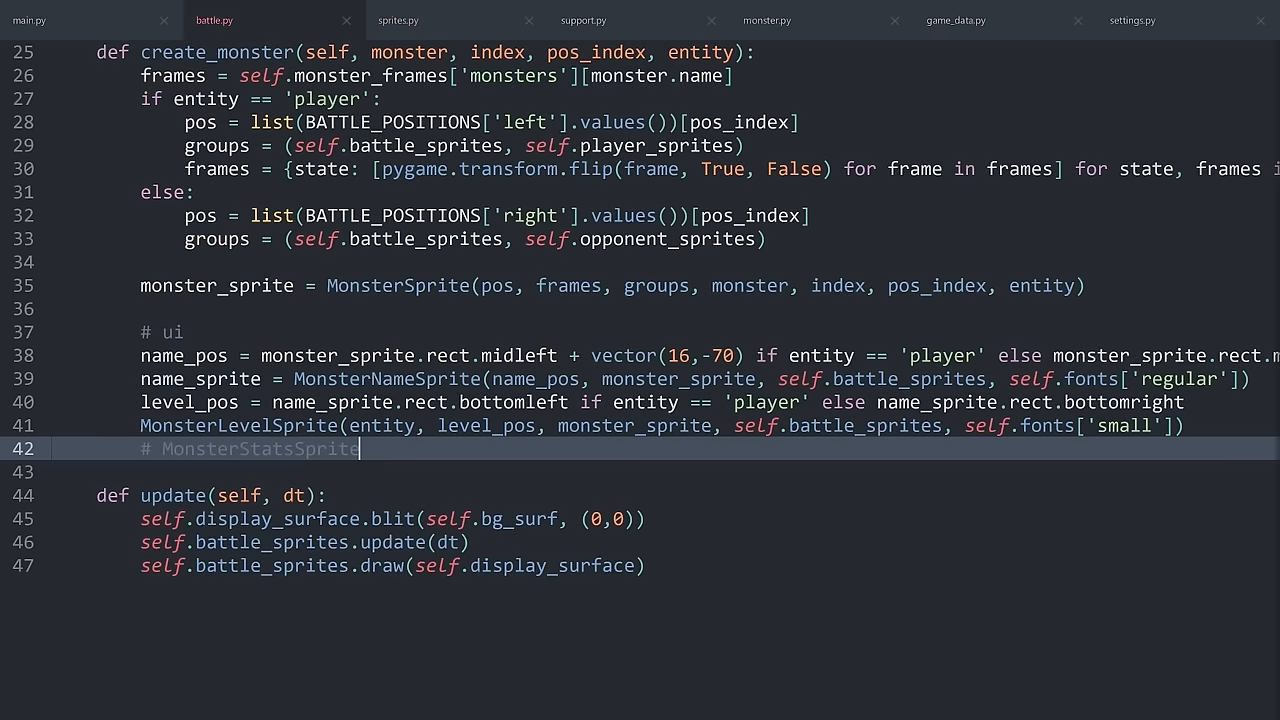 main.py battle.py sprites.py support.py monster.py game_data.py settings.py
25 def create_monster(self, monster, index, pos_index, entity):
26 frames = self.monster_frames['monsters'][monster.name]
27 if entity == 'player':
28 pos = list(BATTLE_POSITIONS['left'].values())[pos_index]
29 groups = (self.battle_sprites, self.player_sprites)
30 frames = {state: [pygame.transform.flip(frame, True, False) for frame in frames] for state, frames i
31 else:
32 pos = list(BATTLE_POSITIONS['right'].values())[pos_index]
33 groups = (self.battle_sprites, self.opponent_sprites)
34
35 monster_sprite = MonsterSprite(pos, frames, groups, monster, index, pos_index, entity)
36
37 # ui
38 name_pos = monster_sprite.rect.midleft + vector(16,-70) if entity == 'player' else monster_sprite.rect.m
39 name_sprite = MonsterNameSprite(name_pos, monster_sprite, self.battle_sprites, self.fonts['regular'])
40 level_pos = name_sprite.rect.bottomleft if entity == 'player' else name_sprite.rect.bottomright
41 MonsterLevelSprite(entity, level_pos, monster_sprite, self.battle_sprites, self.fonts['small'])
42 # MonsterStatsSprite
43
44 def update(self, dt):
45 self.display_surface.blit(self.bg_surf, (0,0))
46 self.battle_sprites.update(dt)
47 self.battle_sprites.draw(self.display_surface)